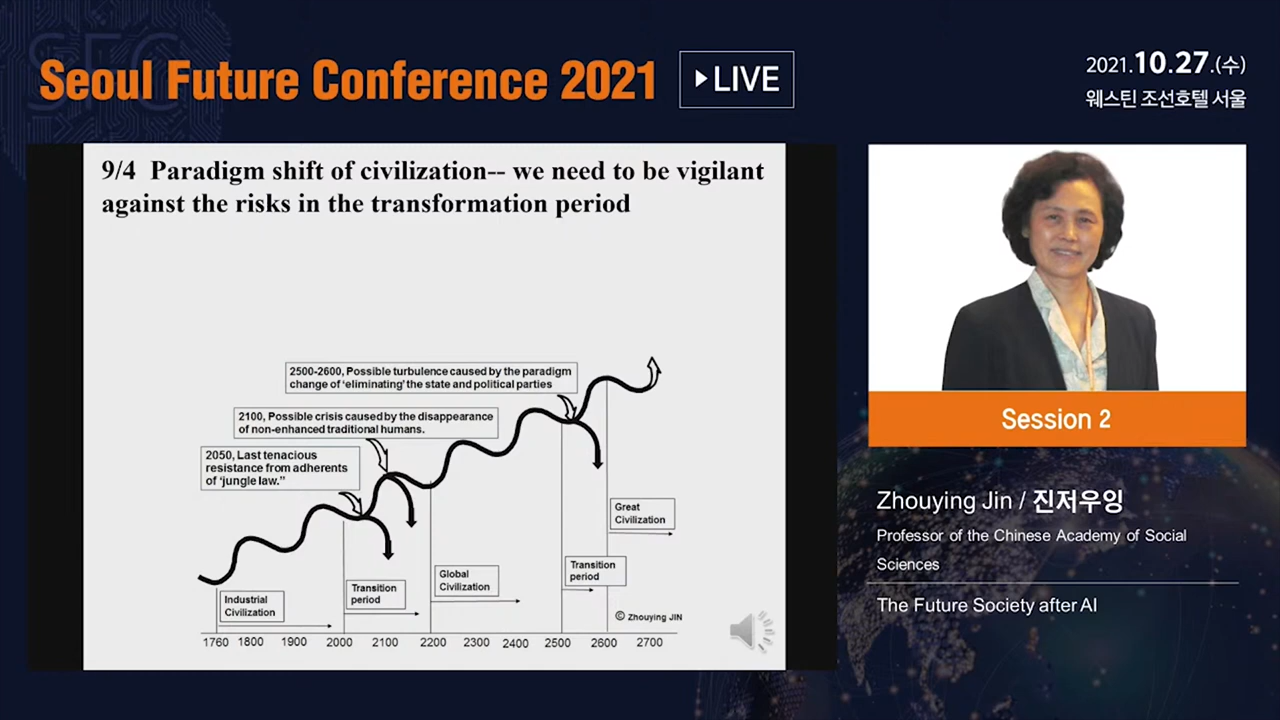 Seoul Future Conference 2021
LIVE
2021.10.27.(수)
웨스틴 조선호텔 서울
9/4 Paradigm shift of civilization-- we need to be vigilant
against the risks in the transformation period
2500-2600, Possible turbulence caused by the paradigm
change of ‘eliminating’ the state and political parties
2100, Possible crisis caused by the disappearance
of non-enhanced traditional humans.
2050, Last tenacious
resistance from adherents
of ‘jungle law.”
Great
Civilization
Transition
period
Global
Civilization
Transition
period
Industrial
Civilization
© Zhouying JIN
1760 1800 1900 2000 2100 2200 2300 2400 2500 2600 2700
Session 2
Zhouying Jin / 진저우잉
Professor of the Chinese Academy of Social
Sciences
The Future Society after AI